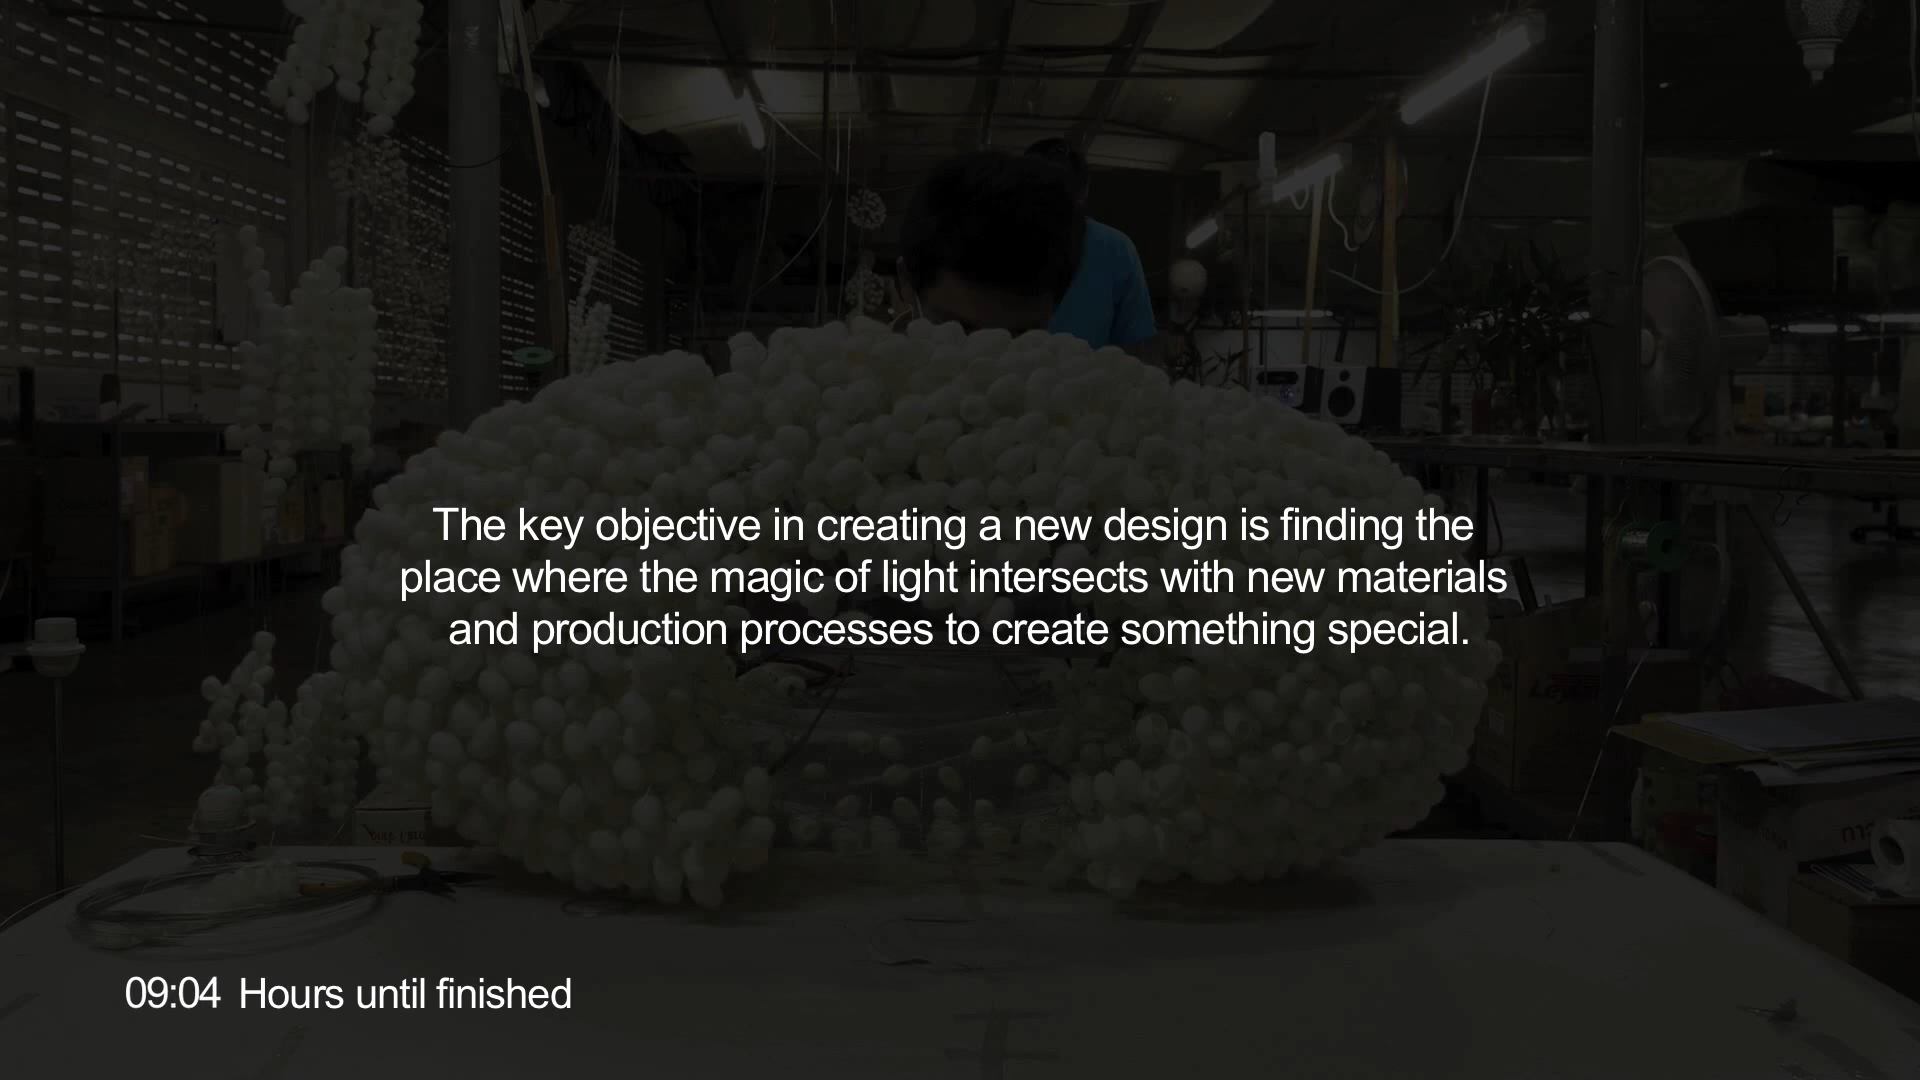 The key objective in creating a new design is finding the
place where the magic of light intersects with new materials
and production processes to create something special.
09:04 Hours until finished